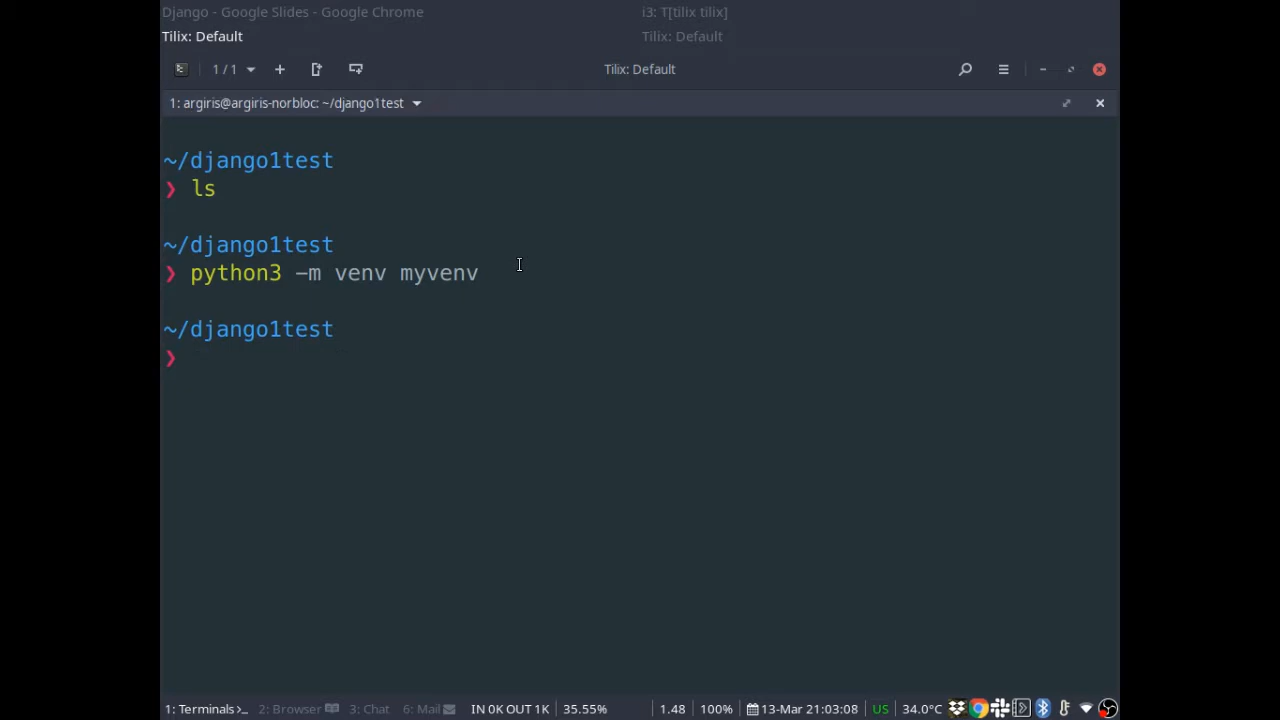 Django - Google Slides - Google Chrome
i3: T[tilix tilix]
Tilix: Default
Tilix: Default
1 / 1
Tilix: Default
1: argiris@argiris-norbloc: ~/django1test
~/django1test
❯ ls
~/django1test
❯ python3 -m venv myvenv
~/django1test
❯
1: Terminals 2: Browser 3: Chat 6: Mail IN 0K OUT 1K 35.55% 1.48 100% 13-Mar 21:03:08 US 34.0°C